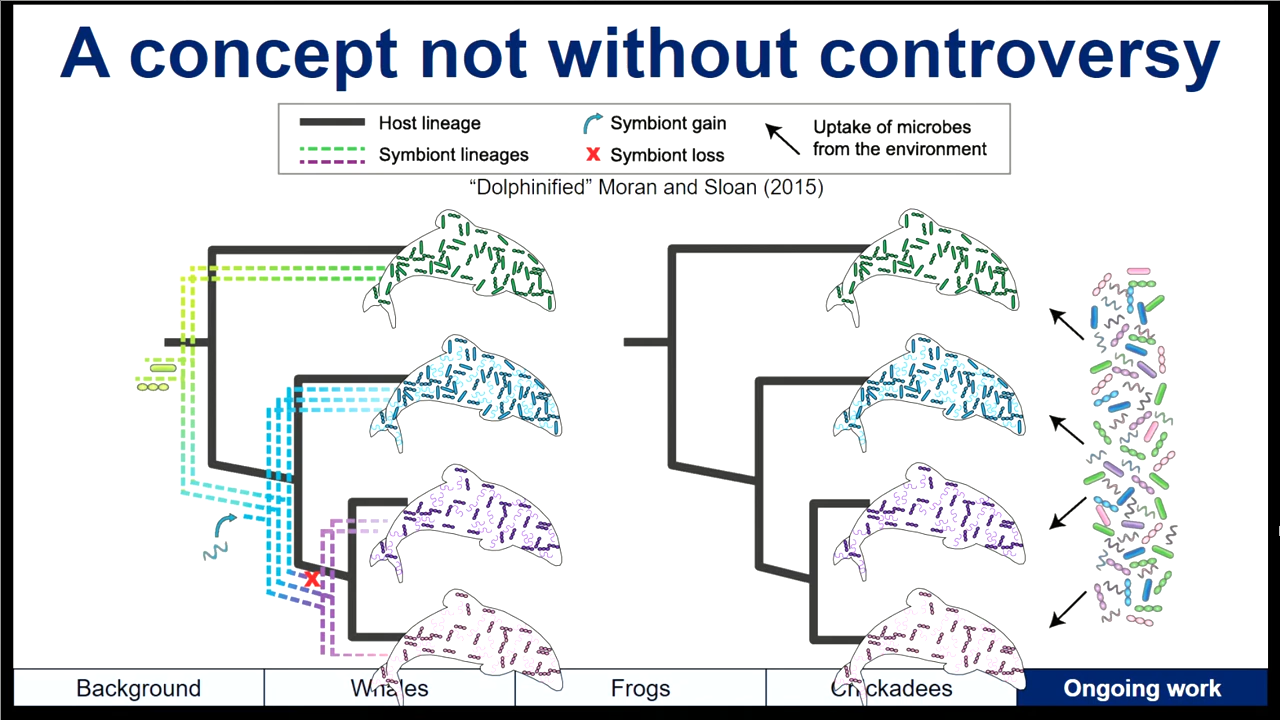 A concept not without controversy
Host lineage
Symbiont lineages
Symbiont gain
Symbiont loss
Uptake of microbes
from the environment
“Dolphinified” Moran and Sloan (2015)
Background
Whales
Frogs
Chickadees
Ongoing work